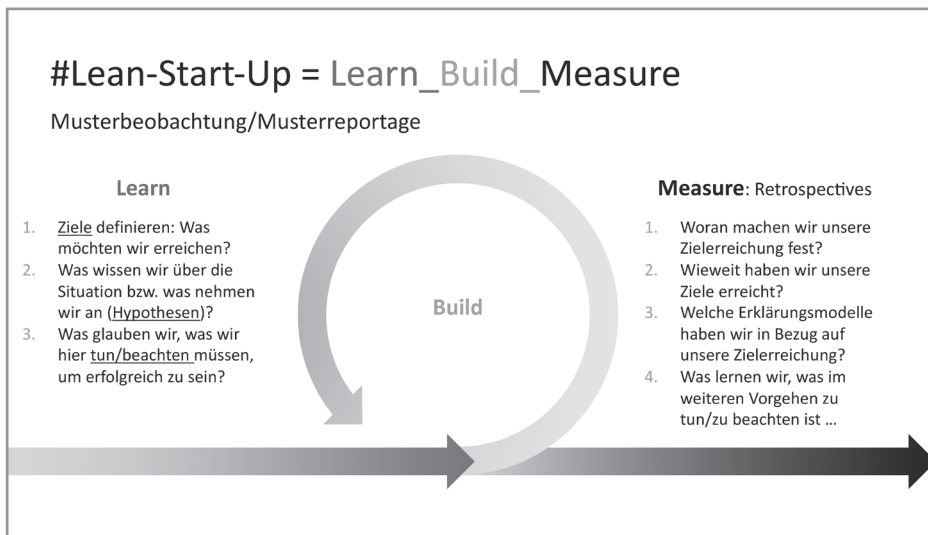 #Lean-Start-Up = Learn_Build_Measure
Musterbeobachtung/Musterreportage
Learn
1. Ziele definieren: Was
möchten wir erreichen?
2. Was wissen wir über die
Situation bzw. was nehmen
wir an (Hypothesen)?
3. Was glauben wir, was wir
hier tun/beachten müssen,
um erfolgreich zu sein?
Build
Measure: Retrospectives
1. Woran machen wir unsere
Zielerreichung fest?
2. Wieweit haben wir unsere
Ziele erreicht?
3. Welche Erklärungsmodelle
haben wir in Bezug auf
unsere Zielerreichung?
4. Was lernen wir, was im
weiteren Vorgehen zu
tun/zu beachten ist ...